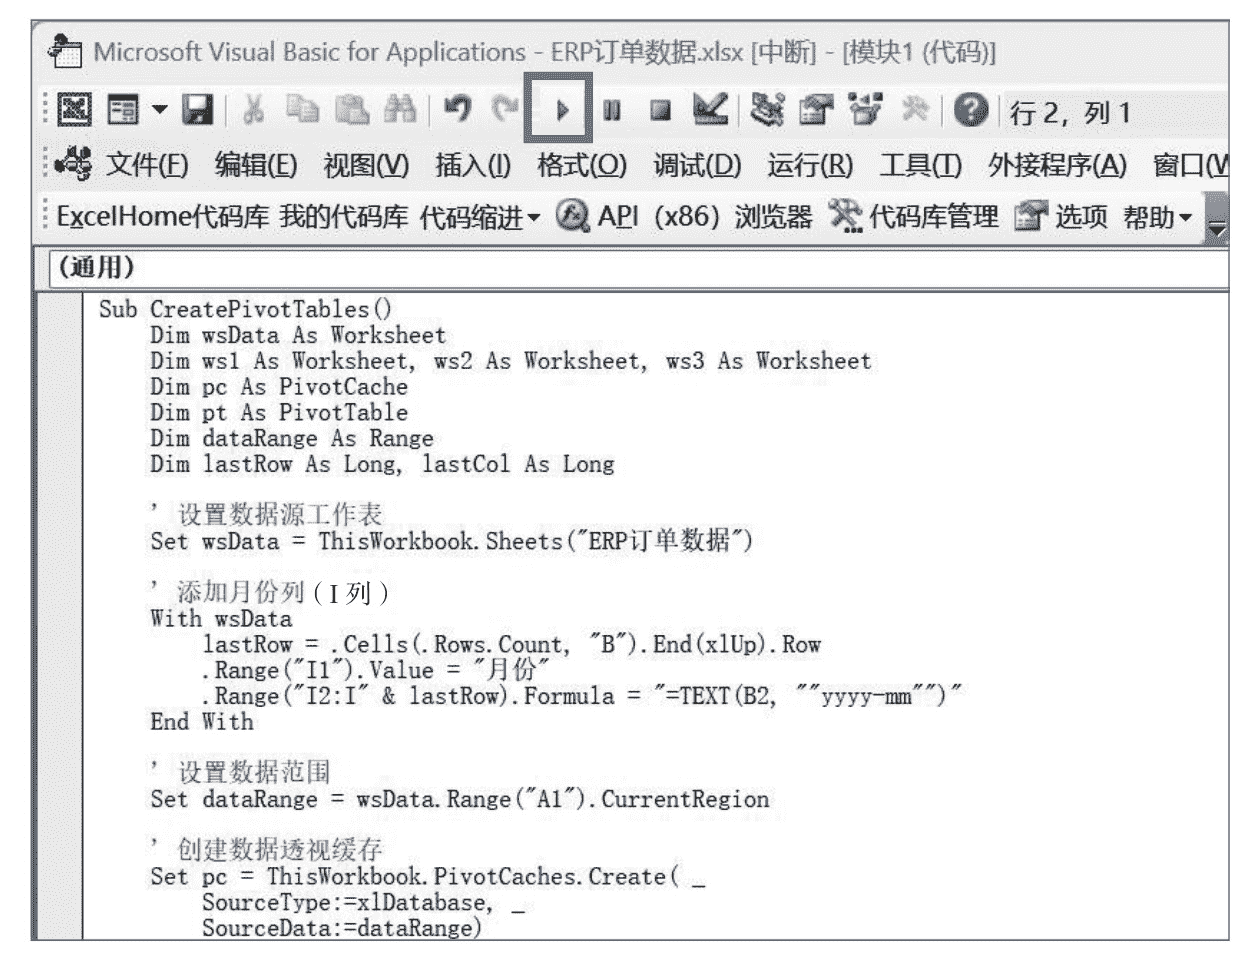 Microsoft Visual Basic for Applications - ERP订单数据.xlsx [中断] - [模块1 (代码)]
行 2，列 1
文件(F) 编辑(E) 视图(V) 插入(I) 格式(O) 调试(D) 运行(R) 工具(T) 外接程序(A) 窗口(W
ExcelHome代码库 我的代码库 代码缩进 API (x86) 浏览器 代码库管理 选项 帮助
(通用)
Sub CreatePivotTables()
    Dim wsData As Worksheet
    Dim ws1 As Worksheet, ws2 As Worksheet, ws3 As Worksheet
    Dim pc As PivotCache
    Dim pt As PivotTable
    Dim dataRange As Range
    Dim lastRow As Long, lastCol As Long
    ' 设置数据源工作表
    Set wsData = ThisWorkbook.Sheets("ERP订单数据")
    ' 添加月份列（I 列）
    With wsData
        lastRow = .Cells(.Rows.Count, "B").End(xlUp).Row
        .Range("I1").Value = "月份"
        .Range("I2:I" & lastRow).Formula = "=TEXT(B2, ""yyyy-mm"")"
    End With
    ' 设置数据范围
    Set dataRange = wsData.Range("A1").CurrentRegion
    ' 创建数据透视缓存
    Set pc = ThisWorkbook.PivotCaches.Create( _
        SourceType:=xlDatabase, _
        SourceData:=dataRange)